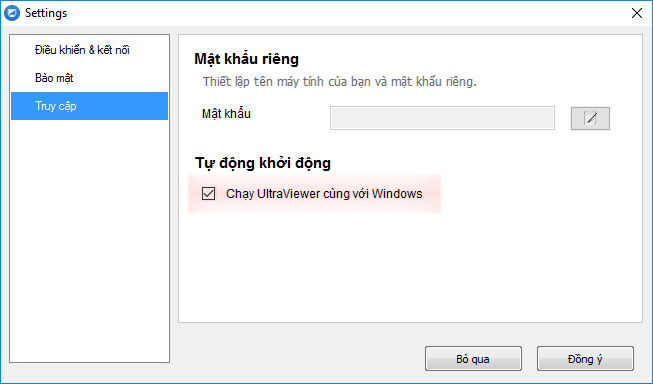 Settings
Điều khiển & kết nối
Bảo mật
Truy cập
Mật khẩu riêng
Thiết lập tên máy tính của bạn và mật khẩu riêng.
Mật khẩu
Tự động khởi động
Chạy UltraViewer cùng với Windows
Bỏ qua
Đồng ý